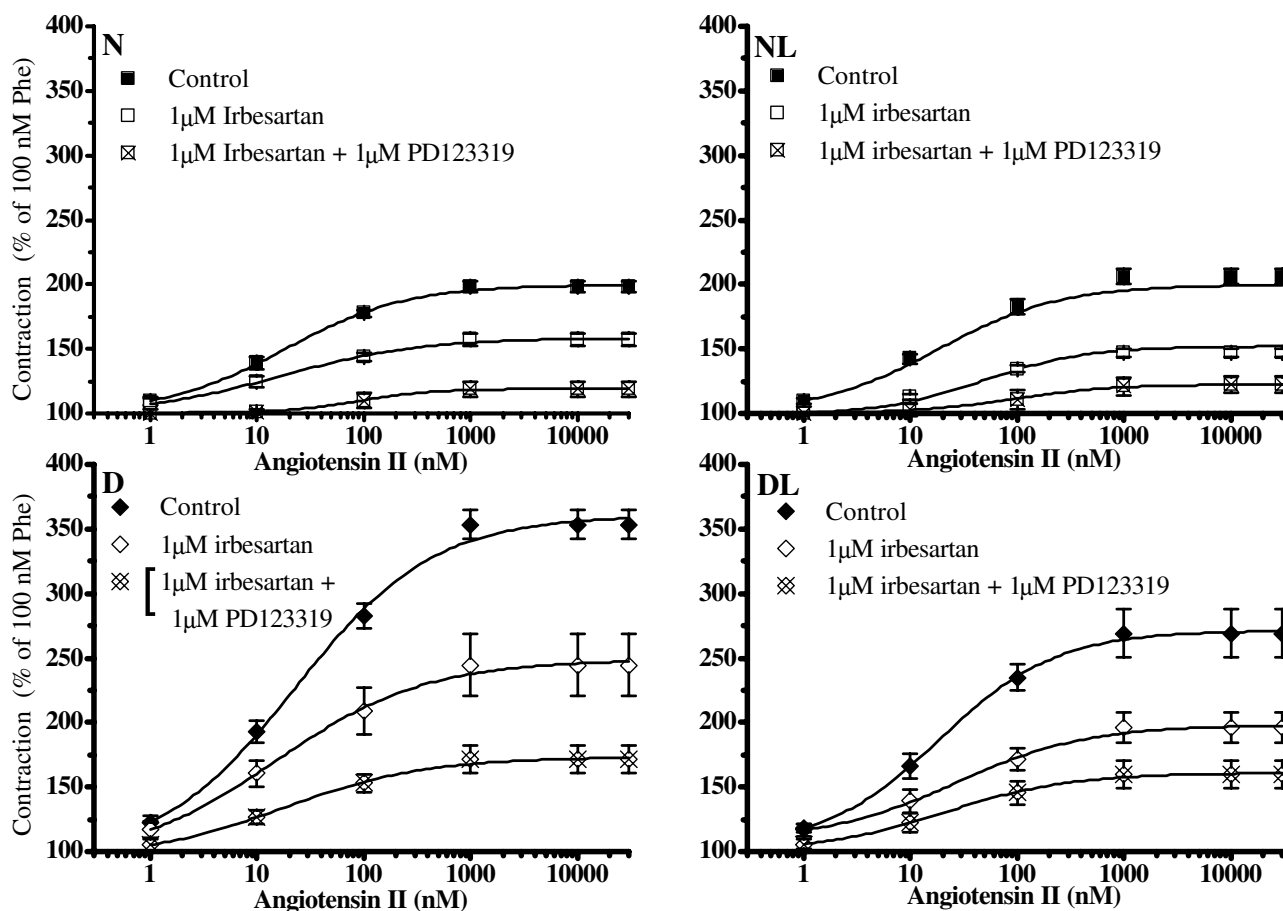 N
Control
1μM Irbesartan
1μM Irbesartan + 1μM PD123319
Contraction (% of 100 nM Phe)
400
350
300
250
200
150
100
1 10 100 1000 10000
Angiotensin II (nM)
NL
Control
1μM irbesartan
1μM irbesartan + 1μM PD123319
400
350
300
250
200
150
100
1 10 100 1000 10000
Angiotensin II (nM)
D
Control
1μM irbesartan
1μM irbesartan +
1μM PD123319
Contraction (% of 100 nM Phe)
400
350
300
250
200
150
100
1 10 100 1000 10000
Angiotensin II (nM)
DL
Control
1μM irbesartan
1μM irbesartan + 1μM PD123319
400
350
300
250
200
150
100
1 10 100 1000 10000
Angiotensin II (nM)